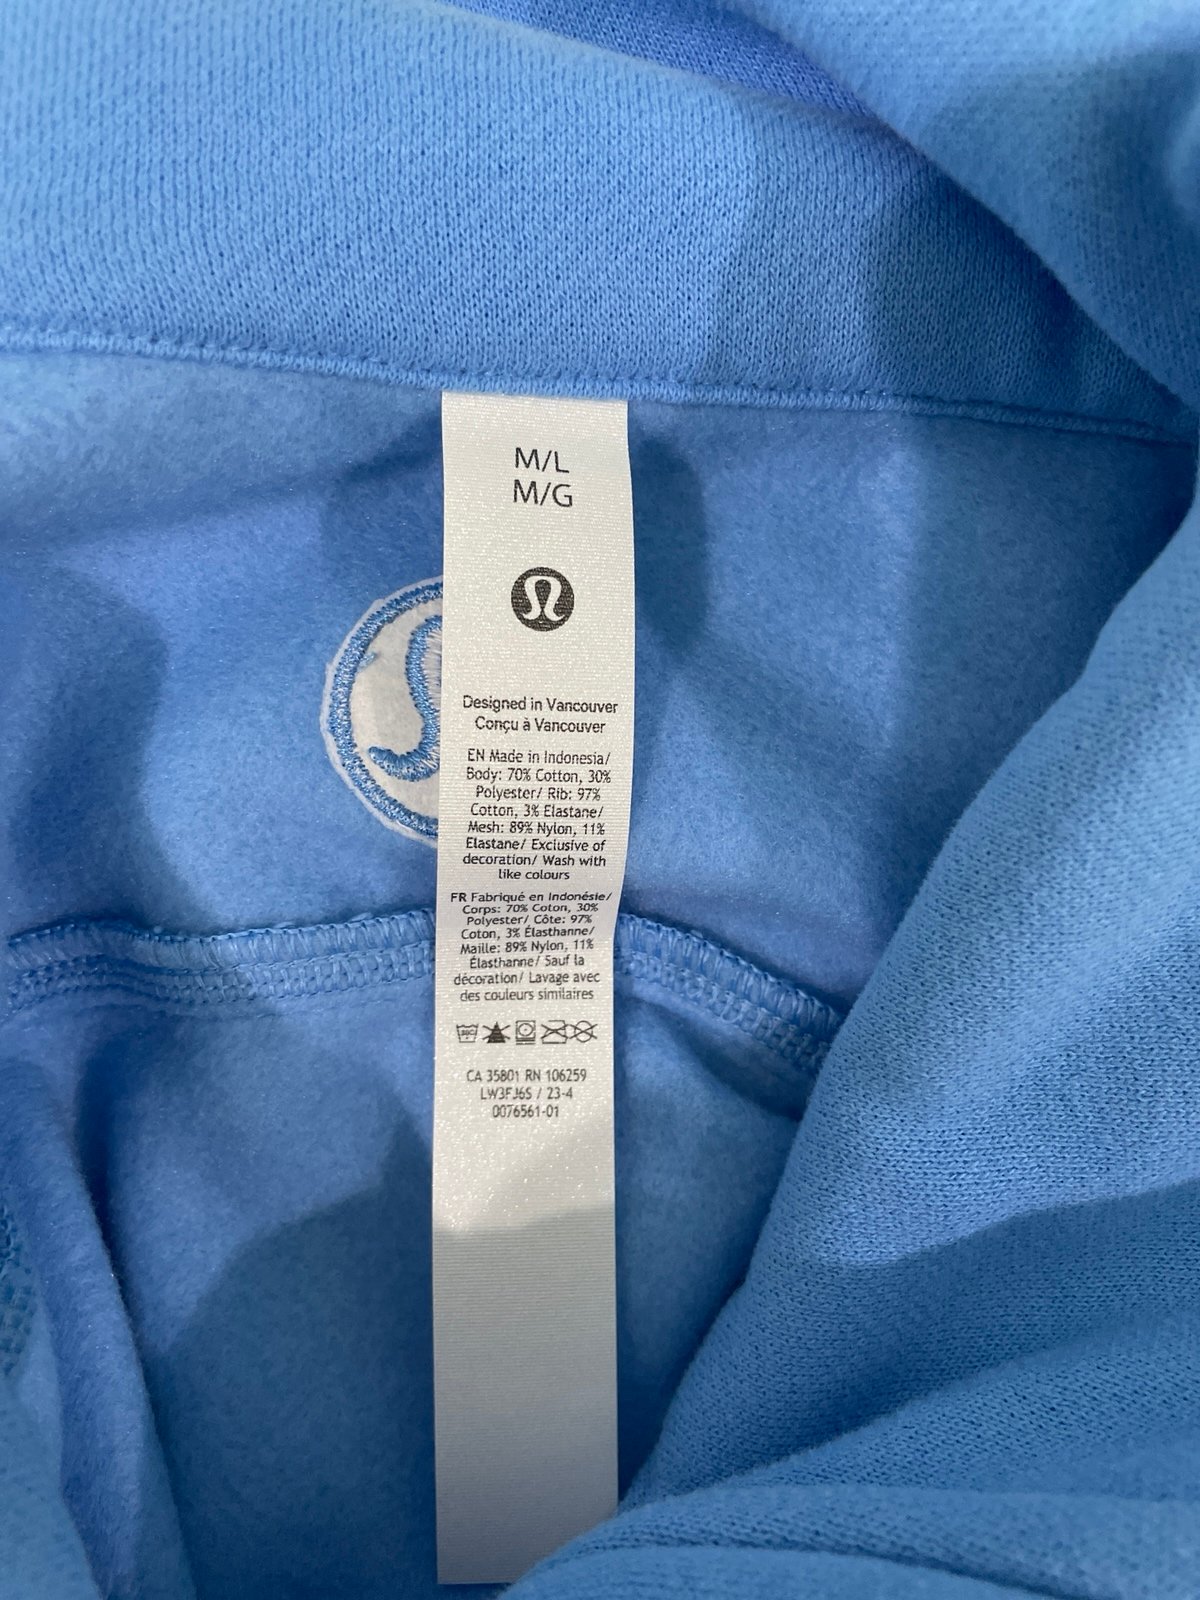 M/L
M/G
Designed in Vancouver
Conçu à Vancouver
EN Made in Indonesia/
Body: 70% Cotton, 30%
Polyester/ Rib: 97%
Cotton, 3% Elastane/
Mesh: 89% Nylon, 11%
Elastane/ Exclusive of
decoration/ Wash with
like colours
FR Fabriqué en Indonésie/
Corps: 70% Coton, 30%
Polyester/ Côte: 97%
Coton, 3% Élasthanne/
Maille: 89% Nylon, 11%
Élasthanne/ Sauf la
décoration/ Lavage avec
des couleurs similaires
CA 35801 RN 106259
LW3FJ6S / 23-4
0076561-01